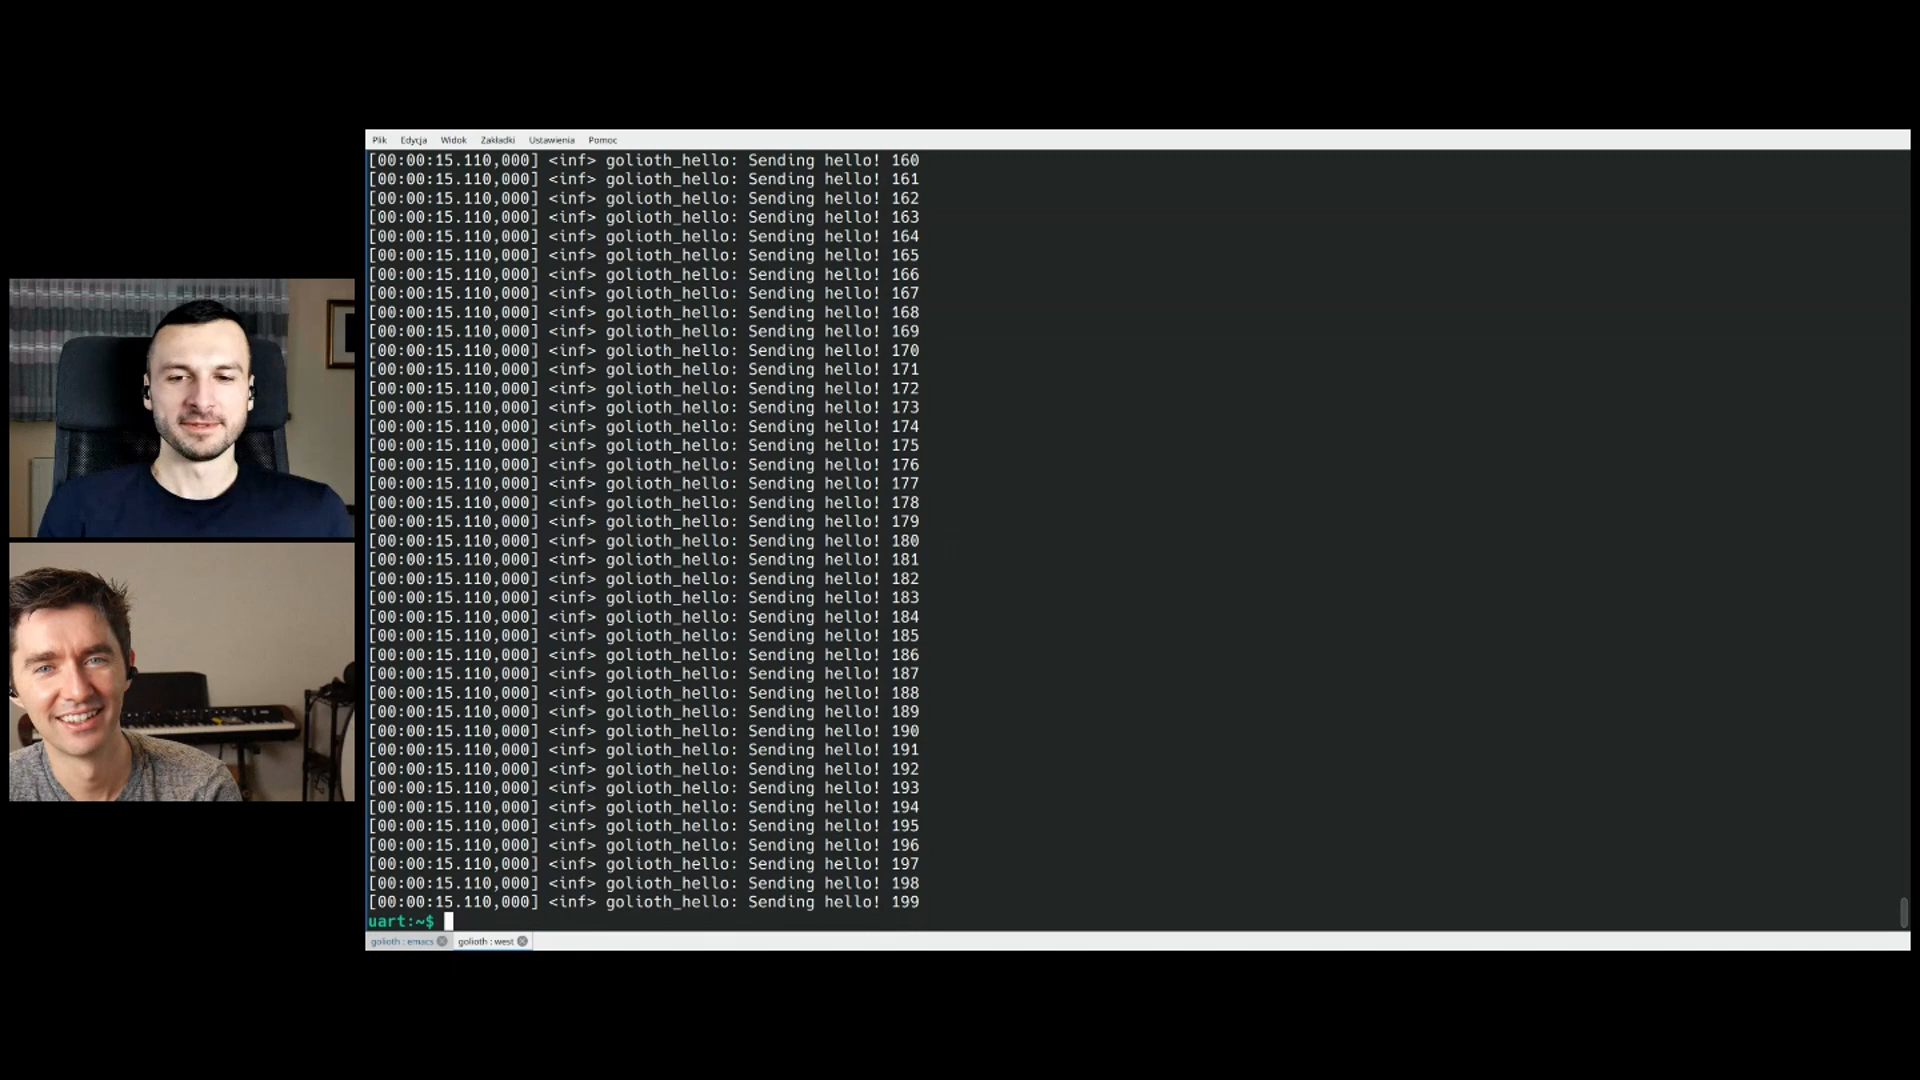 Plik Edycja Widok Zakładki Ustawienia Pomoc
[00:00:15.110,000] <inf> golioth_hello: Sending hello! 160
[00:00:15.110,000] <inf> golioth_hello: Sending hello! 161
[00:00:15.110,000] <inf> golioth_hello: Sending hello! 162
[00:00:15.110,000] <inf> golioth_hello: Sending hello! 163
[00:00:15.110,000] <inf> golioth_hello: Sending hello! 164
[00:00:15.110,000] <inf> golioth_hello: Sending hello! 165
[00:00:15.110,000] <inf> golioth_hello: Sending hello! 166
[00:00:15.110,000] <inf> golioth_hello: Sending hello! 167
[00:00:15.110,000] <inf> golioth_hello: Sending hello! 168
[00:00:15.110,000] <inf> golioth_hello: Sending hello! 169
[00:00:15.110,000] <inf> golioth_hello: Sending hello! 170
[00:00:15.110,000] <inf> golioth_hello: Sending hello! 171
[00:00:15.110,000] <inf> golioth_hello: Sending hello! 172
[00:00:15.110,000] <inf> golioth_hello: Sending hello! 173
[00:00:15.110,000] <inf> golioth_hello: Sending hello! 174
[00:00:15.110,000] <inf> golioth_hello: Sending hello! 175
[00:00:15.110,000] <inf> golioth_hello: Sending hello! 176
[00:00:15.110,000] <inf> golioth_hello: Sending hello! 177
[00:00:15.110,000] <inf> golioth_hello: Sending hello! 178
[00:00:15.110,000] <inf> golioth_hello: Sending hello! 179
[00:00:15.110,000] <inf> golioth_hello: Sending hello! 180
[00:00:15.110,000] <inf> golioth_hello: Sending hello! 181
[00:00:15.110,000] <inf> golioth_hello: Sending hello! 182
[00:00:15.110,000] <inf> golioth_hello: Sending hello! 183
[00:00:15.110,000] <inf> golioth_hello: Sending hello! 184
[00:00:15.110,000] <inf> golioth_hello: Sending hello! 185
[00:00:15.110,000] <inf> golioth_hello: Sending hello! 186
[00:00:15.110,000] <inf> golioth_hello: Sending hello! 187
[00:00:15.110,000] <inf> golioth_hello: Sending hello! 188
[00:00:15.110,000] <inf> golioth_hello: Sending hello! 189
[00:00:15.110,000] <inf> golioth_hello: Sending hello! 190
[00:00:15.110,000] <inf> golioth_hello: Sending hello! 191
[00:00:15.110,000] <inf> golioth_hello: Sending hello! 192
[00:00:15.110,000] <inf> golioth_hello: Sending hello! 193
[00:00:15.110,000] <inf> golioth_hello: Sending hello! 194
[00:00:15.110,000] <inf> golioth_hello: Sending hello! 195
[00:00:15.110,000] <inf> golioth_hello: Sending hello! 196
[00:00:15.110,000] <inf> golioth_hello: Sending hello! 197
[00:00:15.110,000] <inf> golioth_hello: Sending hello! 198
[00:00:15.110,000] <inf> golioth_hello: Sending hello! 199
uart:~$
golioth : emacs golioth : west